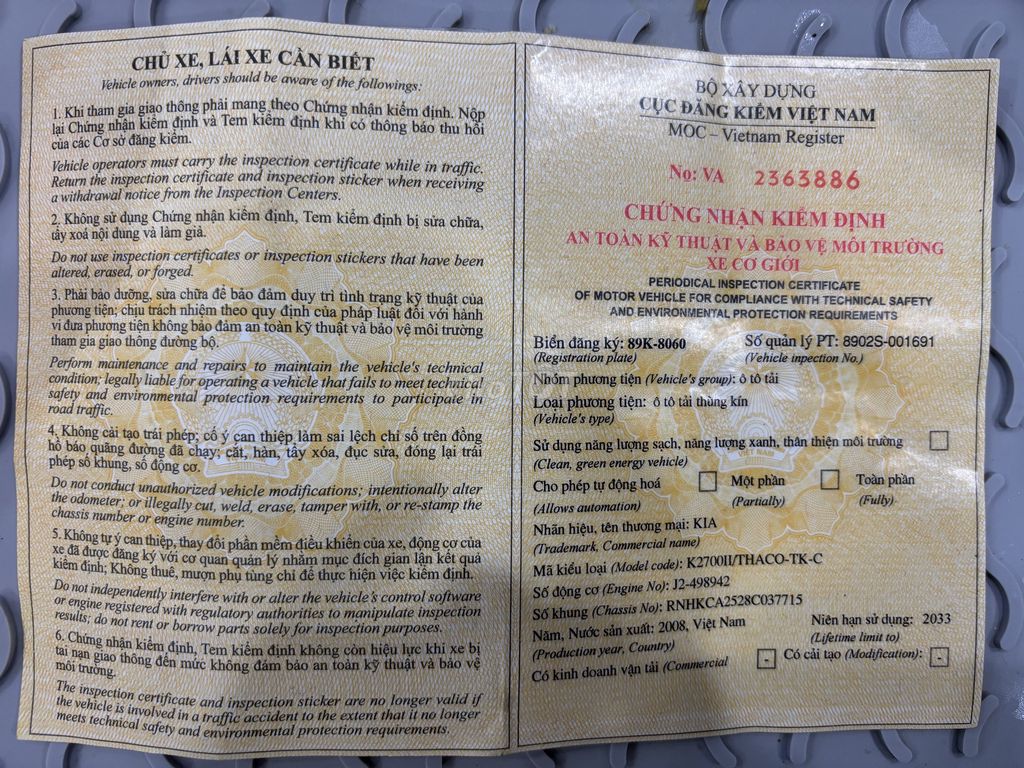 CHỦ XE, LÁI XE CẦN BIẾT
Vehicle owners, drivers should be aware of the followings:
1. Khi tham gia giao thông phải mang theo Chứng nhận kiểm định. Nộp
lại Chứng nhận kiểm định và Tem kiểm định khi có thông báo thu hồi
của các Cơ sở đăng kiểm.
Vehicle operators must carry the inspection certificate while in traffic.
Return the inspection certificate and inspection sticker when receiving
a withdrawal notice from the Inspection Centers.
2. Không sử dụng Chứng nhận kiểm định, Tem kiểm định bị sửa chữa,
tẩy xoá nội dung và làm giả.
Do not use inspection certificates or inspection stickers that have been
altered, erased, or forged.
3. Phải bảo dưỡng, sửa chữa để bảo đảm duy trì tình trạng kỹ thuật của
phương tiện; chịu trách nhiệm theo quy định của pháp luật đối với hành
vi đưa phương tiện không bảo đảm an toàn kỹ thuật và bảo vệ môi trường
tham gia giao thông đường bộ.
Perform maintenance and repairs to maintain the vehicle's technical
condition; legally liable for operating a vehicle that fails to meet technical
safety and environmental protection requirements to participate in
road traffic.
4. Không cải tạo trái phép; cố ý can thiệp làm sai lệch chỉ số trên đồng
hồ báo quãng đường đã chạy; cắt, hàn, tẩy xóa, đục sửa, đóng lại trái
phép số khung, số động cơ.
Do not conduct unauthorized vehicle modifications; intentionally alter
the odometer; or illegally cut, weld, erase, tamper with, or re-stamp the
chassis number or engine number.
5. Không tự ý can thiệp, thay đổi phần mềm điều khiển của xe, động cơ của
xe đã được đăng ký với cơ quan quản lý nhằm mục đích gian lận kết quả
kiểm định; Không thuê, mượn phụ tùng chỉ để thực hiện việc kiểm định.
Do not independently interfere with or alter the vehicle's control software
or engine registered with regulatory authorities to manipulate inspection
results; do not rent or borrow parts solely for inspection purposes.
6. Chứng nhận kiểm định, Tem kiểm định không còn hiệu lực khi xe bị
tai nạn giao thông đến mức không đảm bảo an toàn kỹ thuật và bảo vệ
môi trường.
The inspection certificate and inspection sticker are no longer valid if
the vehicle is involved in a traffic accident to the extent that it no longer
meets technical safety and environmental protection requirements.
BỘ XÂY DỰNG
CỤC ĐĂNG KIỂM VIỆT NAM
MOC – Vietnam Register
No: VA 2363886
CHỨNG NHẬN KIỂM ĐỊNH
AN TOÀN KỸ THUẬT VÀ BẢO VỆ MÔI TRƯỜNG
XE CƠ GIỚI
PERIODICAL INSPECTION CERTIFICATE
OF MOTOR VEHICLE FOR COMPLIANCE WITH TECHNICAL SAFETY
AND ENVIRONMENTAL PROTECTION REQUIREMENTS
Biển đăng ký: 89K-8060 Số quản lý PT: 8902S-001691
(Registration plate) (Vehicle inpection No.)
Nhóm phương tiện (Vehicle's group): ô tô tải
Loại phương tiện: ô tô tải thùng kín
(Vehicle's type)
Sử dụng năng lượng sạch, năng lượng xanh, thân thiện môi trường
(Clean, green energy vehicle)
Cho phép tự động hoá Một phần Toàn phần
(Allows automation) (Partially) (Fully)
Nhãn hiệu, tên thương mại: KIA
(Trademark, Commercial name)
Mã kiểu loại (Model code): K2700II/THACO-TK-C
Số động cơ (Engine No): J2-498942
Số khung (Chassis No): RNHKCA2528C037715
Năm, Nước sản xuất: 2008, Việt Nam Niên hạn sử dụng: 2033
(Production year, Country) (Lifetime limit to)
Có kinh doanh vận tải (Commercial - Có cải tạo (Modification): -
VIỆT NAM